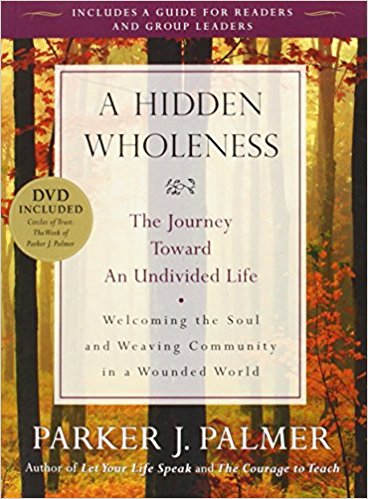 INCLUDES A GUIDE FOR READERS
AND GROUP LEADERS
A HIDDEN
WHOLENESS
DVD
INCLUDED
Circles of Trust:
The Work of
Parker J. Palmer
The Journey
Toward
An Undivided Life
•
Welcoming the Soul
and Weaving Community
in a Wounded World
PARKER J. PALMER
Author of Let Your Life Speak and The Courage to Teach